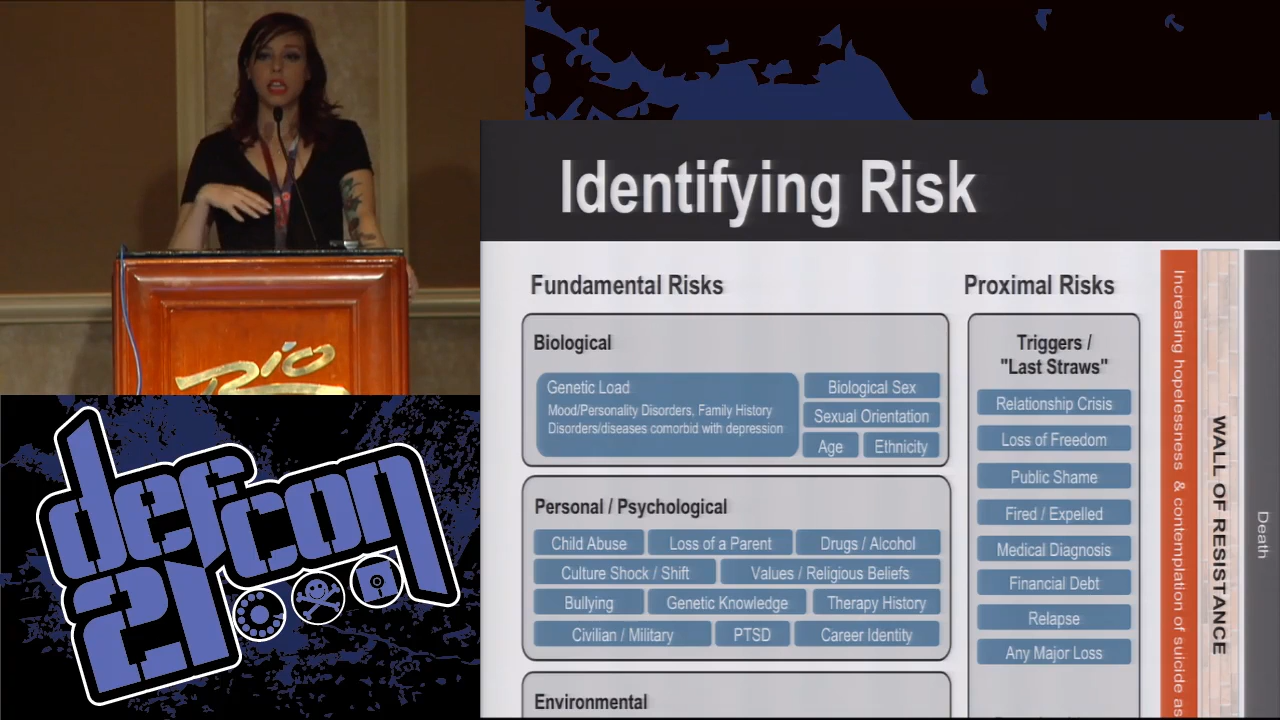 Identifying Risk
Fundamental Risks
Biological
Genetic Load
Mood/Personality Disorders, Family History
Disorders/diseases comorbid with depression
Biological Sex
Sexual Orientation
Age
Ethnicity
Personal / Psychological
Child Abuse
Loss of a Parent
Drugs / Alcohol
Culture Shock / Shift
Values / Religious Beliefs
Bullying
Genetic Knowledge
Therapy History
Civilian / Military
PTSD
Career Identity
Environmental
Proximal Risks
Triggers /
"Last Straws"
Relationship Crisis
Loss of Freedom
Public Shame
Fired / Expelled
Medical Diagnosis
Financial Debt
Relapse
Any Major Loss
Increasing hopelessness & contemplation of suicide as
WALL OF RESISTANCE
Death
Rio
defcon
21